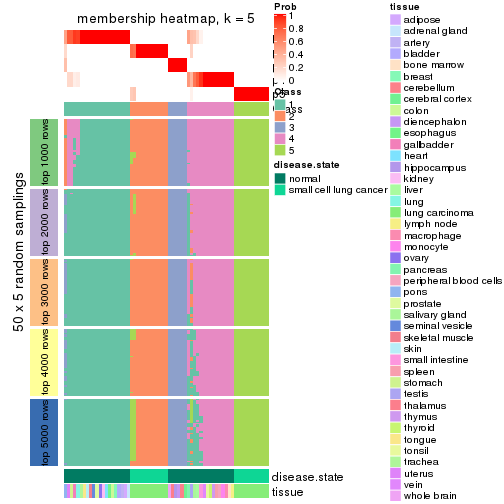 membership heatmap, k = 5
50 x 5 random samplings
top 1000 rows
top 2000 rows
top 3000 rows
top 4000 rows
top 5000 rows
disease.state
tissue
Prob
1
0.8
0.6
0.4
0.2
0
Class
1
2
3
4
5
disease.state
normal
small cell lung cancer
tissue
adipose
adrenal gland
artery
bladder
bone marrow
breast
cerebellum
cerebral cortex
colon
diencephalon
esophagus
gallbladder
heart
hippocampus
kidney
liver
lung
lung carcinoma
lymph node
macrophage
monocyte
ovary
pancreas
peripheral blood cells
pons
prostate
salivary gland
seminal vesicle
skeletal muscle
skin
small intestine
spleen
stomach
testis
thalamus
thymus
thyroid
tongue
tonsil
trachea
uterus
vein
whole brain